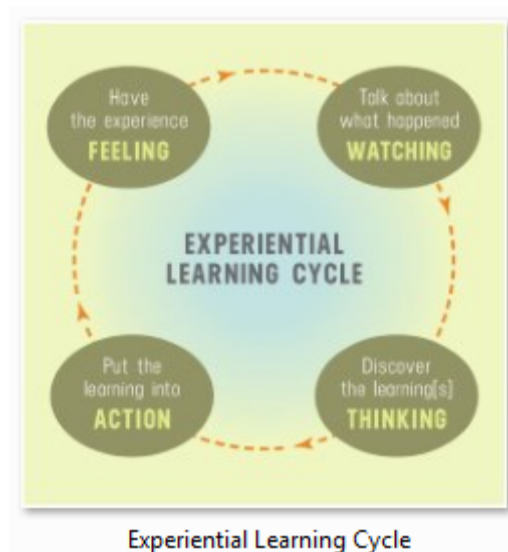 Have
the experience
FEELING
Talk about
what happened
WATCHING
EXPERIENTIAL
LEARNING CYCLE
Put the
learning into
ACTION
Discover
the learning[s]
THINKING
Experiential Learning Cycle